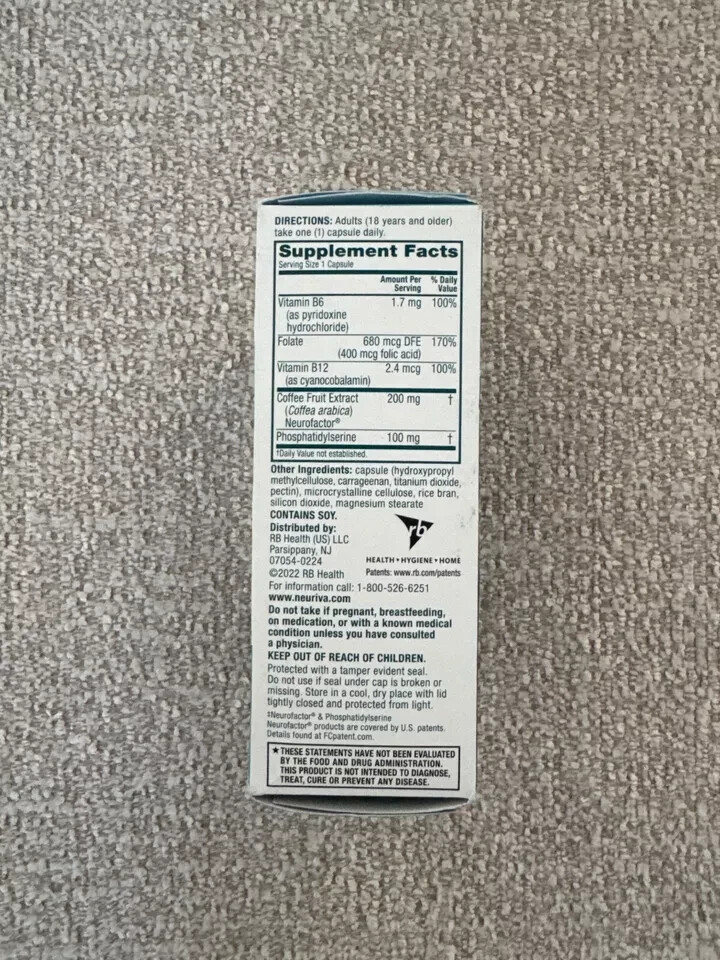 DIRECTIONS: Adults (18 years and older)
take one (1) capsule daily.
Supplement Facts
Serving Size 1 Capsule
Amount Per Serving
% Daily Value
Vitamin B6 1.7 mg 100%
(as pyridoxine
hydrochloride)
Folate 680 mcg DFE 170%
(400 mcg folic acid)
Vitamin B12 2.4 mcg 100%
(as cyanocobalamin)
Coffee Fruit Extract 200 mg †
(Coffea arabica)
Neurofactor®
Phosphatidylserine 100 mg †
†Daily Value not established.
Other Ingredients: capsule (hydroxypropyl
methylcellulose, carrageenan, titanium dioxide,
pectin), microcrystalline cellulose, rice bran,
silicon dioxide, magnesium stearate
CONTAINS SOY.
Distributed by:
RB Health (US) LLC
Parsippany, NJ
07054-0224
©2022 RB Health
rb
HEALTH • HYGIENE • HOME
Patents: www.rb.com/patents
For information call: 1-800-526-6251
www.neuriva.com
Do not take if pregnant, breastfeeding,
on medication, or with a known medical
condition unless you have consulted
a physician.
KEEP OUT OF REACH OF CHILDREN.
Protected with a tamper evident seal.
Do not use if seal under cap is broken or
missing. Store in a cool, dry place with lid
tightly closed and protected from light.
‡Neurofactor® & Phosphatidylserine
Neurofactor® products are covered by U.S. patents.
Details found at FCpatent.com.
★THESE STATEMENTS HAVE NOT BEEN EVALUATED
BY THE FOOD AND DRUG ADMINISTRATION.
THIS PRODUCT IS NOT INTENDED TO DIAGNOSE,
TREAT, CURE OR PREVENT ANY DISEASE.